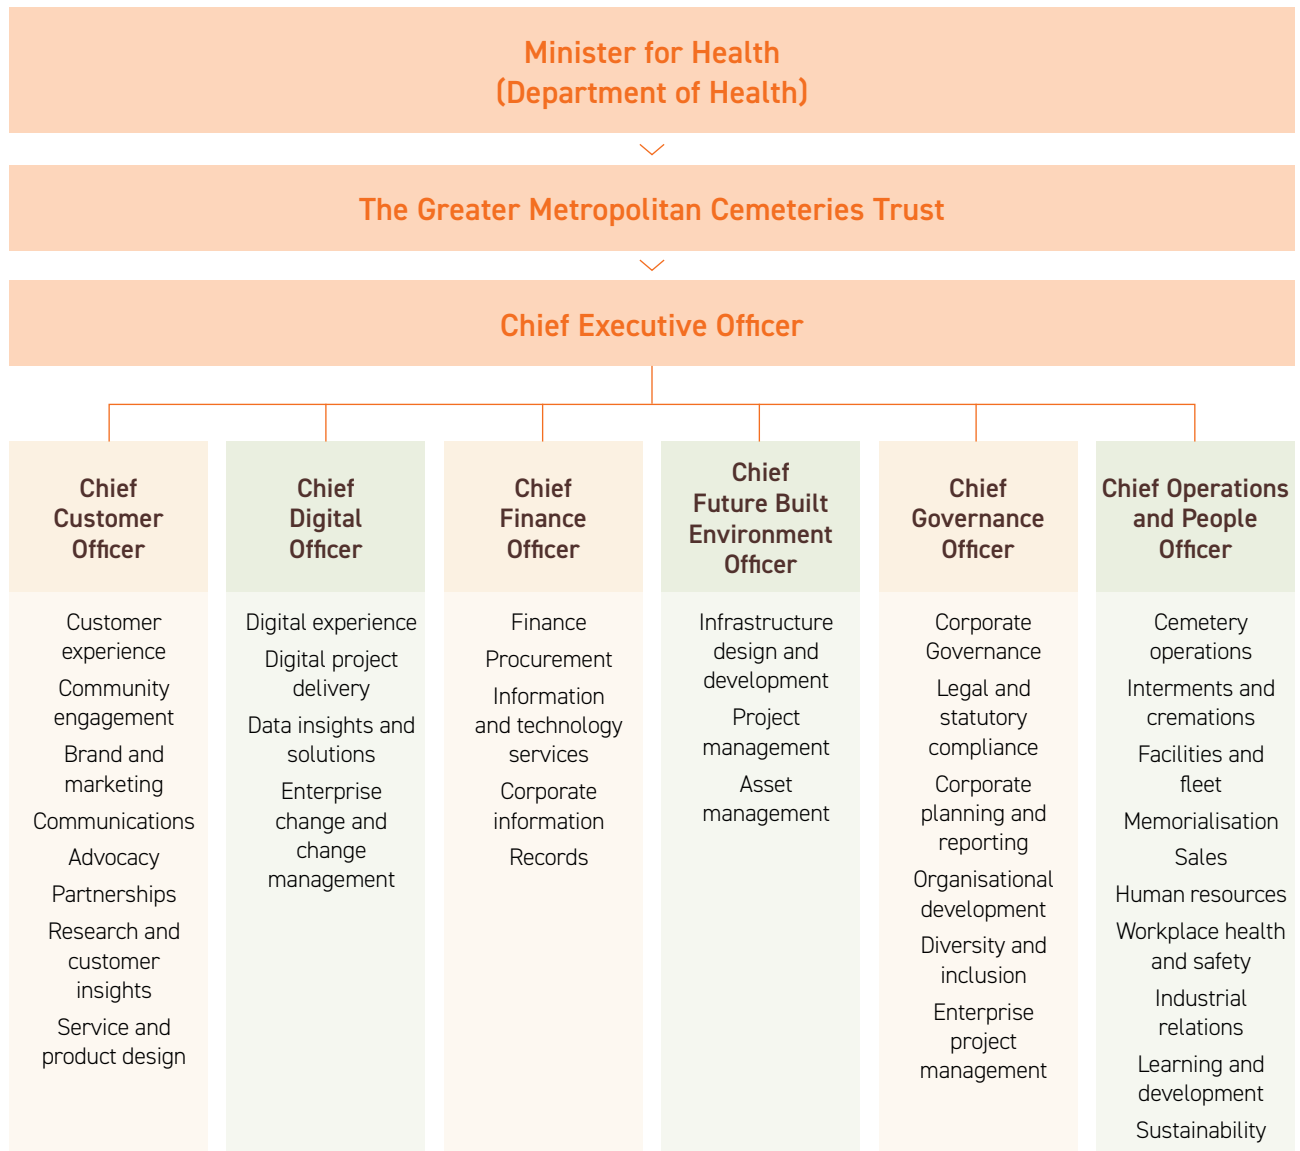 Minister for Health
(Department of Health)
The Greater Metropolitan Cemeteries Trust
Chief Executive Officer
Chief
Customer
Officer
Customer
experience
Community
engagement
Brand and
marketing
Communications
Advocacy
Partnerships
Research and
customer
insights
Service and
product design
Chief
Digital
Officer
Digital experience
Digital project
delivery
Data insights and
solutions
Enterprise
change and
change
management
Chief
Finance
Officer
Finance
Procurement
Information
and technology
services
Corporate
information
Records
Chief
Future Built
Environment
Officer
Infrastructure
design and
development
Project
management
Asset
management
Chief
Governance
Officer
Corporate
Governance
Legal and
statutory
compliance
Corporate
planning and
reporting
Organisational
development
Diversity and
inclusion
Enterprise
project
management
Chief Operations
and People
Officer
Cemetery
operations
Interments and
cremations
Facilities and
fleet
Memorialisation
Sales
Human resources
Workplace health
and safety
Industrial
relations
Learning and
development
Sustainability